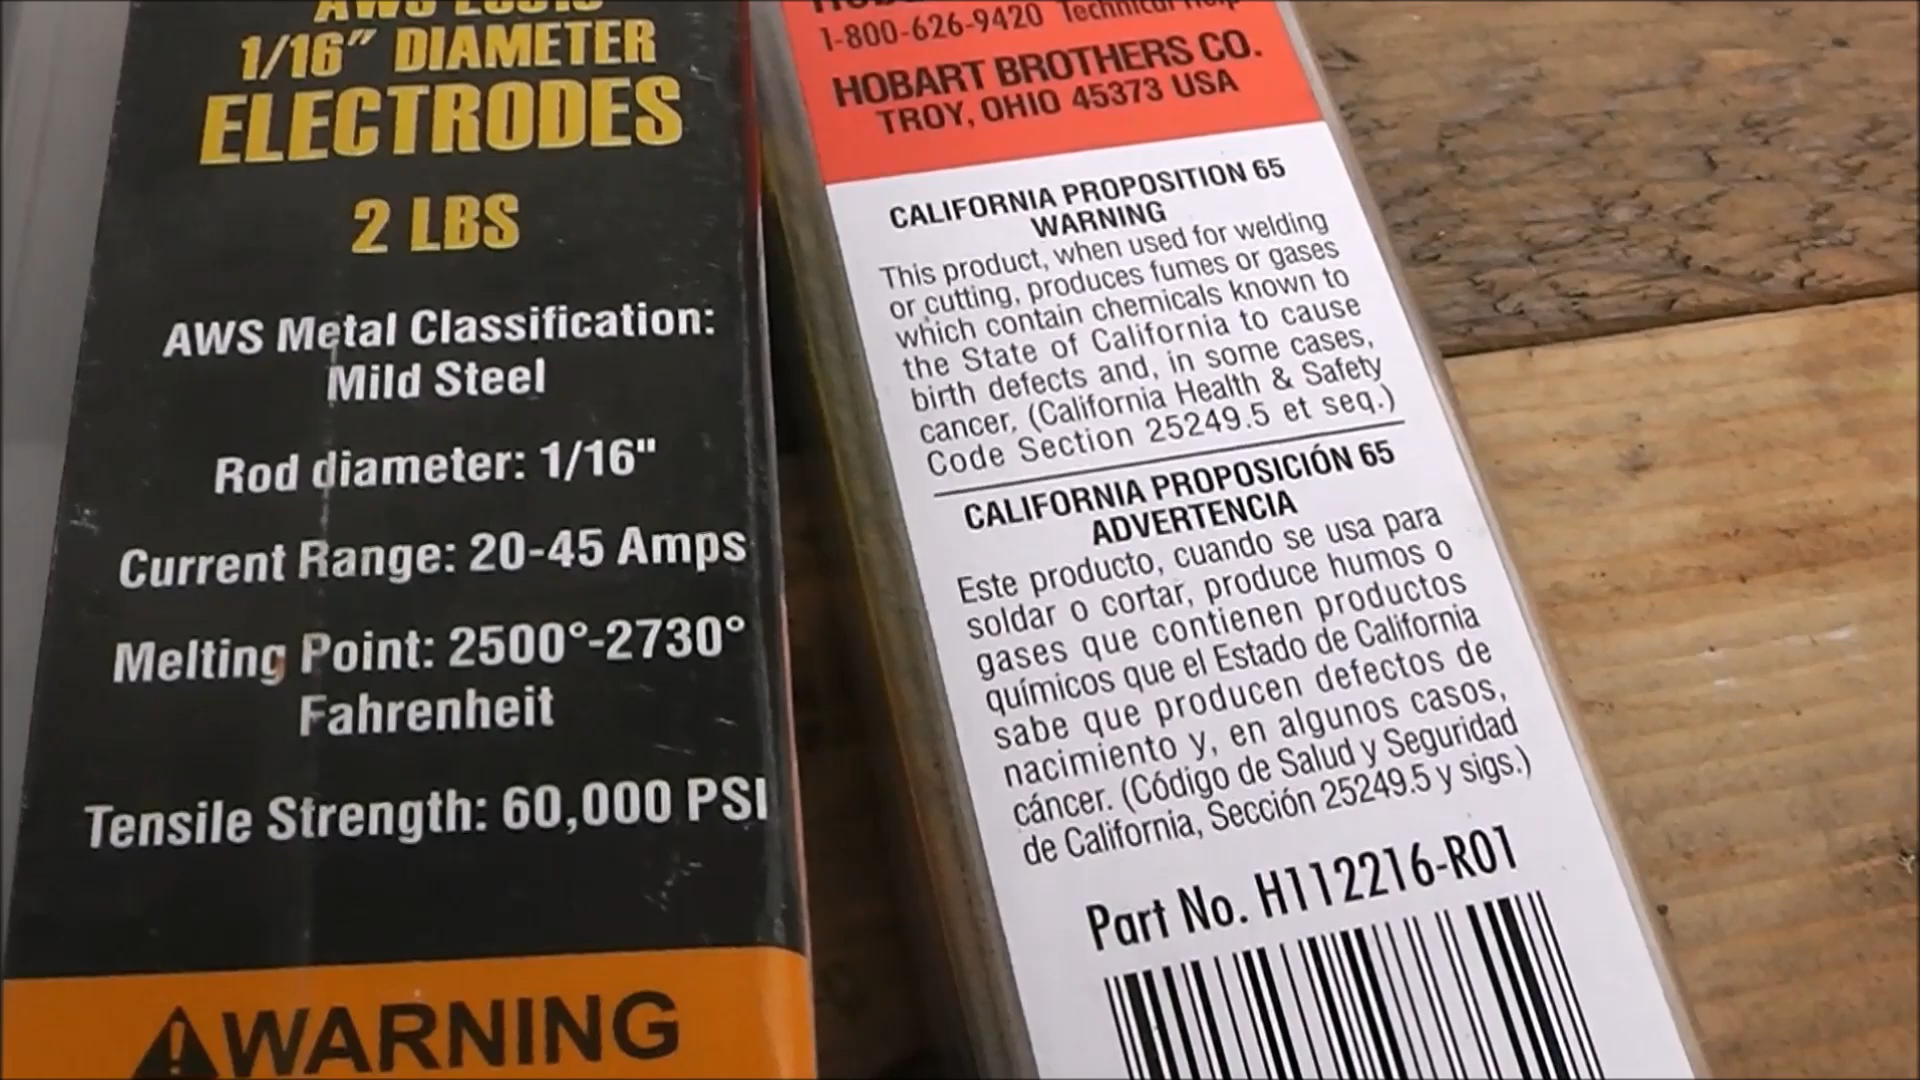 1/16" DIAMETER
ELECTRODES
2 LBS
AWS Metal Classification:
Mild Steel
Rod diameter: 1/16"
Current Range: 20-45 Amps
Melting Point: 2500°-2730°
Fahrenheit
Tensile Strength: 60,000 PSI
WARNING
1-800-626-9420 Technical Help
HOBART BROTHERS CO.
TROY, OHIO 45373 USA
CALIFORNIA PROPOSITION 65
WARNING
This product, when used for welding
or cutting, produces fumes or gases
which contain chemicals known to
the State of California to cause
birth defects and, in some cases,
cancer. (California Health & Safety
Code Section 25249.5 et seq.)
CALIFORNIA PROPOSICIÓN 65
ADVERTENCIA
Este producto, cuando se usa para
soldar o cortar, produce humos o
gases que contienen productos
químicos que el Estado de California
sabe que producen defectos de
nacimiento y, en algunos casos,
cáncer. (Código de Salud y Seguridad
de California, Sección 25249.5 y sigs.)
Part No. H112216-R01